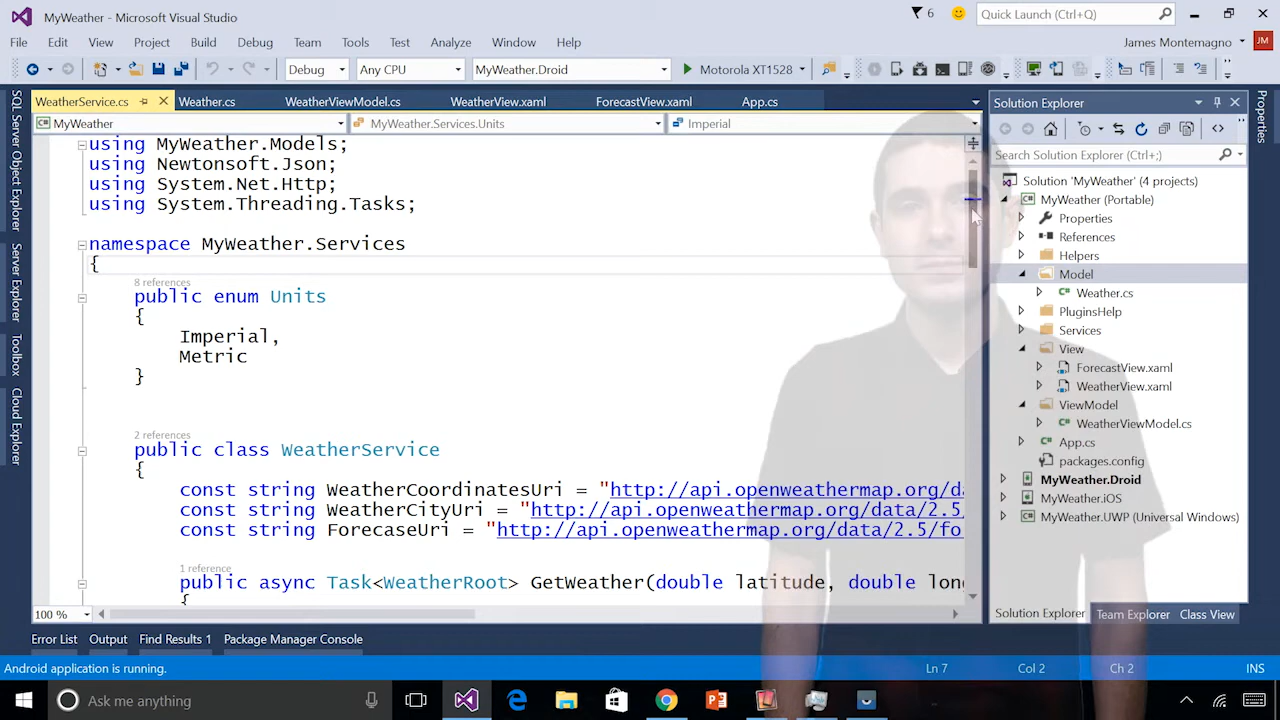 MyWeather - Microsoft Visual Studio
6
Quick Launch (Ctrl+Q)
File Edit View Project Build Debug Team Tools Test Analyze Window Help
James Montemagno
JM
Debug Any CPU MyWeather.Droid Motorola XT1528
WeatherService.cs Weather.cs WeatherViewModel.cs WeatherView.xaml ForecastView.xaml App.cs
MyWeather MyWeather.Services.Units Imperial
SQL Server Object Explorer
Server Explorer
Toolbox
Cloud Explorer
using MyWeather.Models;
using Newtonsoft.Json;
using System.Net.Http;
using System.Threading.Tasks;
namespace MyWeather.Services
{
8 references
public enum Units
{
Imperial,
Metric
}
2 references
public class WeatherService
{
const string WeatherCoordinatesUri = "http://api.openweathermap.org/da
const string WeatherCityUri = "http://api.openweathermap.org/data/2.5/
const string ForecaseUri = "http://api.openweathermap.org/data/2.5/fo
1 reference
public async Task<WeatherRoot> GetWeather(double latitude, double long
{
100 %
Solution Explorer
Search Solution Explorer (Ctrl+;)
Solution 'MyWeather' (4 projects)
MyWeather (Portable)
Properties
References
Helpers
Model
Weather.cs
PluginsHelp
Services
View
ForecastView.xaml
WeatherView.xaml
ViewModel
WeatherViewModel.cs
App.cs
packages.config
MyWeather.Droid
MyWeather.iOS
MyWeather.UWP (Universal Windows)
Solution Explorer Team Explorer Class View
Properties
Error List Output Find Results 1 Package Manager Console
Android application is running. Ln 7 Col 2 Ch 2 INS
Ask me anything